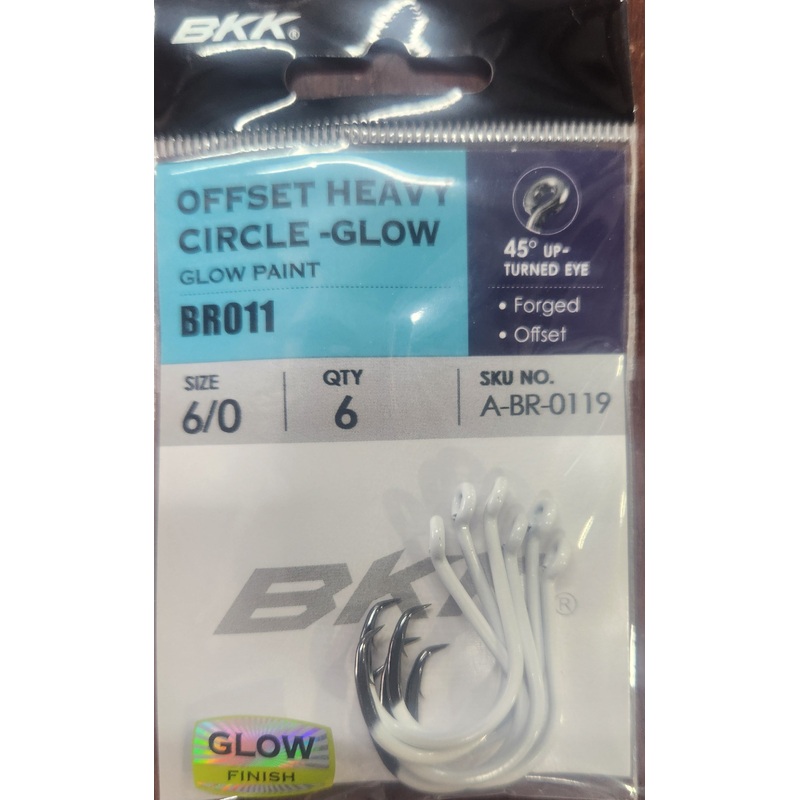 BKK®
OFFSET HEAVY
CIRCLE -GLOW
GLOW PAINT
BR011
45° UP-
TURNED EYE
• Forged
• Offset
SIZE
6/0
QTY
6
SKU NO.
A-BR-0119
BKK®
GLOW
FINISH